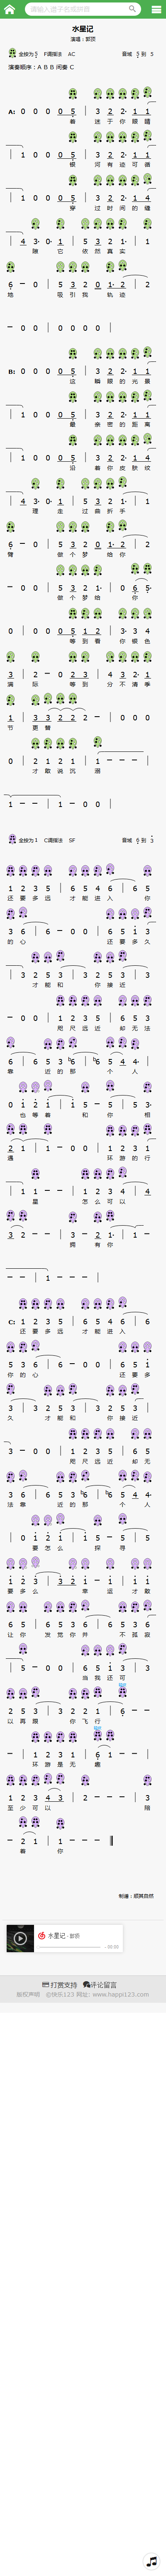 请输入谱子名或拼音
水星记
演唱：郭顶
全按为5 F调指法 AC 音域 5 到 5
演奏顺序：A B B 间奏 C
A: 0 0 0 0 5 3 2 2· 1 1
着 迷 于 你 眼 睛
1 0 0 0 5 3 2 2· 1 1
银 河 有 迹 可 循
1 0 0 0 5 3 2 2· 1 1
穿 过 时 间 的 缝
4 3· 0· 1 5 3 2 1· 1
隙 它 依 然 真 实
6 — 0 5 3 2 0 1· 2 2
地 吸 引 我 轨 迹
— 0 0 0 0 0 0
B: 0 0 0 0 5 3 2 2· 1 1
这 瞬 眼 的 光 景
1 0 0 0 5 3 2 2· 1 1
最 亲 密 的 距 离
1 0 0 0 5 3 2 2· 1 4
沿 着 你 皮 肤 纹
4 3· 0· 2 5 3 2 1· 1
理 走 过 曲 折 手
6 — 0 5 3 2 0 1· 2 2
臂 做 个 梦 给 你
— 0 0 5 3 2 1· 0 6 5·
做 个 梦 给 你
0 0 0 0 5 1 2 3· 3 4
等 到 看 你 银 色
3 2 — 0 2 3 4 3· 2 1
满 际 等 到 分 不 清 季
1 3 3 2 2 2 — 0 0 0
节 更 替
0 2 1 2 1 1
才 敢 说 沉 溺
1 — — 1 — 0 0
全按为1 C调指法 SF 音域 6 到 3
1 2 3 5 6 5 4 6 6 5
还 要 多 远 才 能 进 入 你
3 6 6 — 0 0 6 5 1 3
的 心 还 要 多 久
3 2 5 3 3 2 5 3 3
才 能 和 你 接 近
— 0 0 1 2 3 5 6 5
咫 尺 远 近 却 无 法
6 6 5 3 6 6 5 4 4·
靠 近 的 那 个 人
0 1 1 1 1 5 — 5 5 3
也 等 着 和 你 相
2 1 1 — 0 0 1 2 3 1
遇 环 游 的 行
1 1 — — 1 2 3 4 4
星 怎 么 可 以
3 2 — — 3 2 3 1 —
拥 有 你
— — 1 — — —
C: 1 2 3 5 6 5 4 6 6
还 要 多 远 才 能 进 入
5 3 6 6 — 0 0 6 5 1
你 的 心 还 要 多
3 3 2 5 3 3 2 5 3
久 才 能 和 你 接 近
3 — 0 0 1 2 3 5 6 5
咫 尺 远 近 却 无
3 6 6 5 3 6 6 5 4 4·
法 靠 近 的 那 个 人
0 1 2 1 1 5 — 5
要 怎 么 探 寻
1 2 3 3 2 1 — 1 1 1
要 多 么 幸 运 才 敢
6 5 6 5 3 6 6 5 3 6
让 你 发 觉 你 并 不 孤 寂
5 — 0 0 6 5 1 3 3
当 我 还 可
2 5 3 3 2 2 1 6 —
以 再 跟 你 飞 行
— 1 2 3 1 6 1 — —
环 游 是 无 趣
1 2 3 4 3 2 — — — 3
至 少 可 以 陪
— 2 1 1 — — —
着 你
制谱：顺其自然
水星记 - 郭顶
打赏支持 评论留言
版权声明 ©快乐123 网址: www.happi123.com